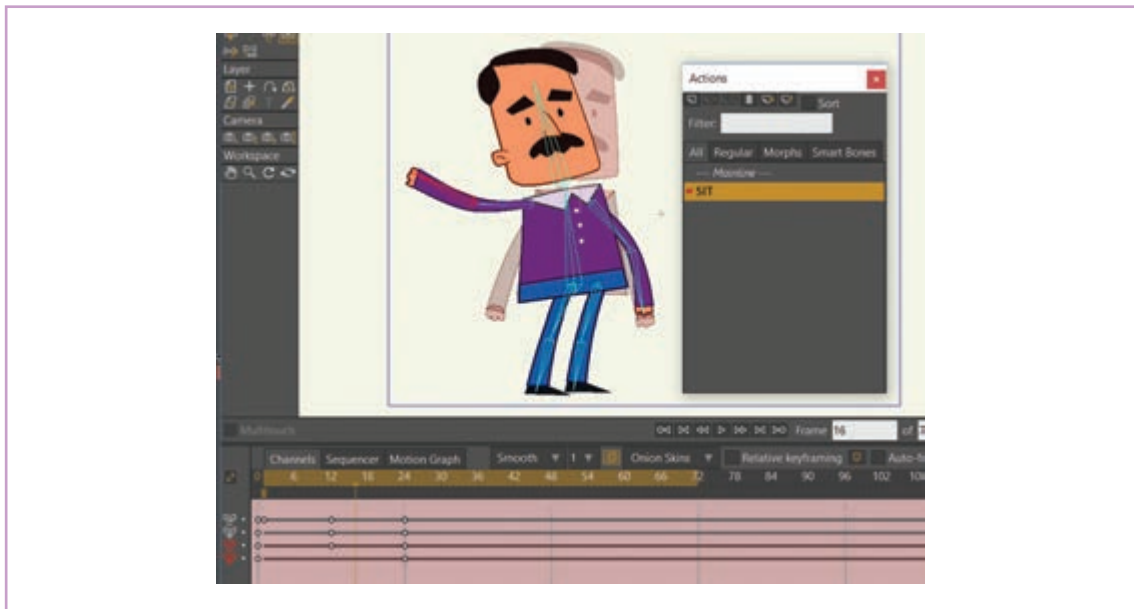 Layer
Camera
Workspace
Actions
Sort
Filter:
All Regular Morphs Smart Bones
--- Mainline ---
SIT
Multitouch
Frame 16 of
Channels Sequencer Motion Graph Smooth 1 Onion Skins Relative keyframing
0 6 12 18 24 30 36 42 48 54 60 66 72 78 84 90 96 102